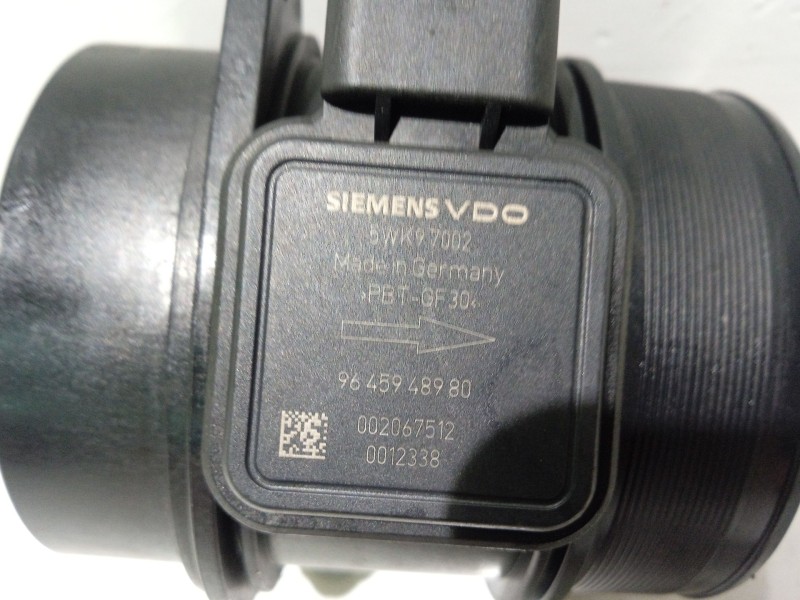 SIEMENS VDO
5WK9 7002
Made in Germany
>PBT-GF30<
96 459 489 80
002067512
0012338